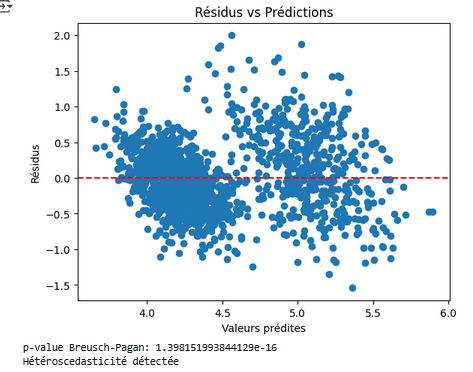 Résidus vs Prédictions
2.0
1.5
1.0
0.5
0.0
−0.5
−1.0
−1.5
Résidus
4.0 4.5 5.0 5.5 6.0
Valeurs prédites
p-value Breusch-Pagan: 1.398151993844129e-16
Hétéroscedasticité détectée